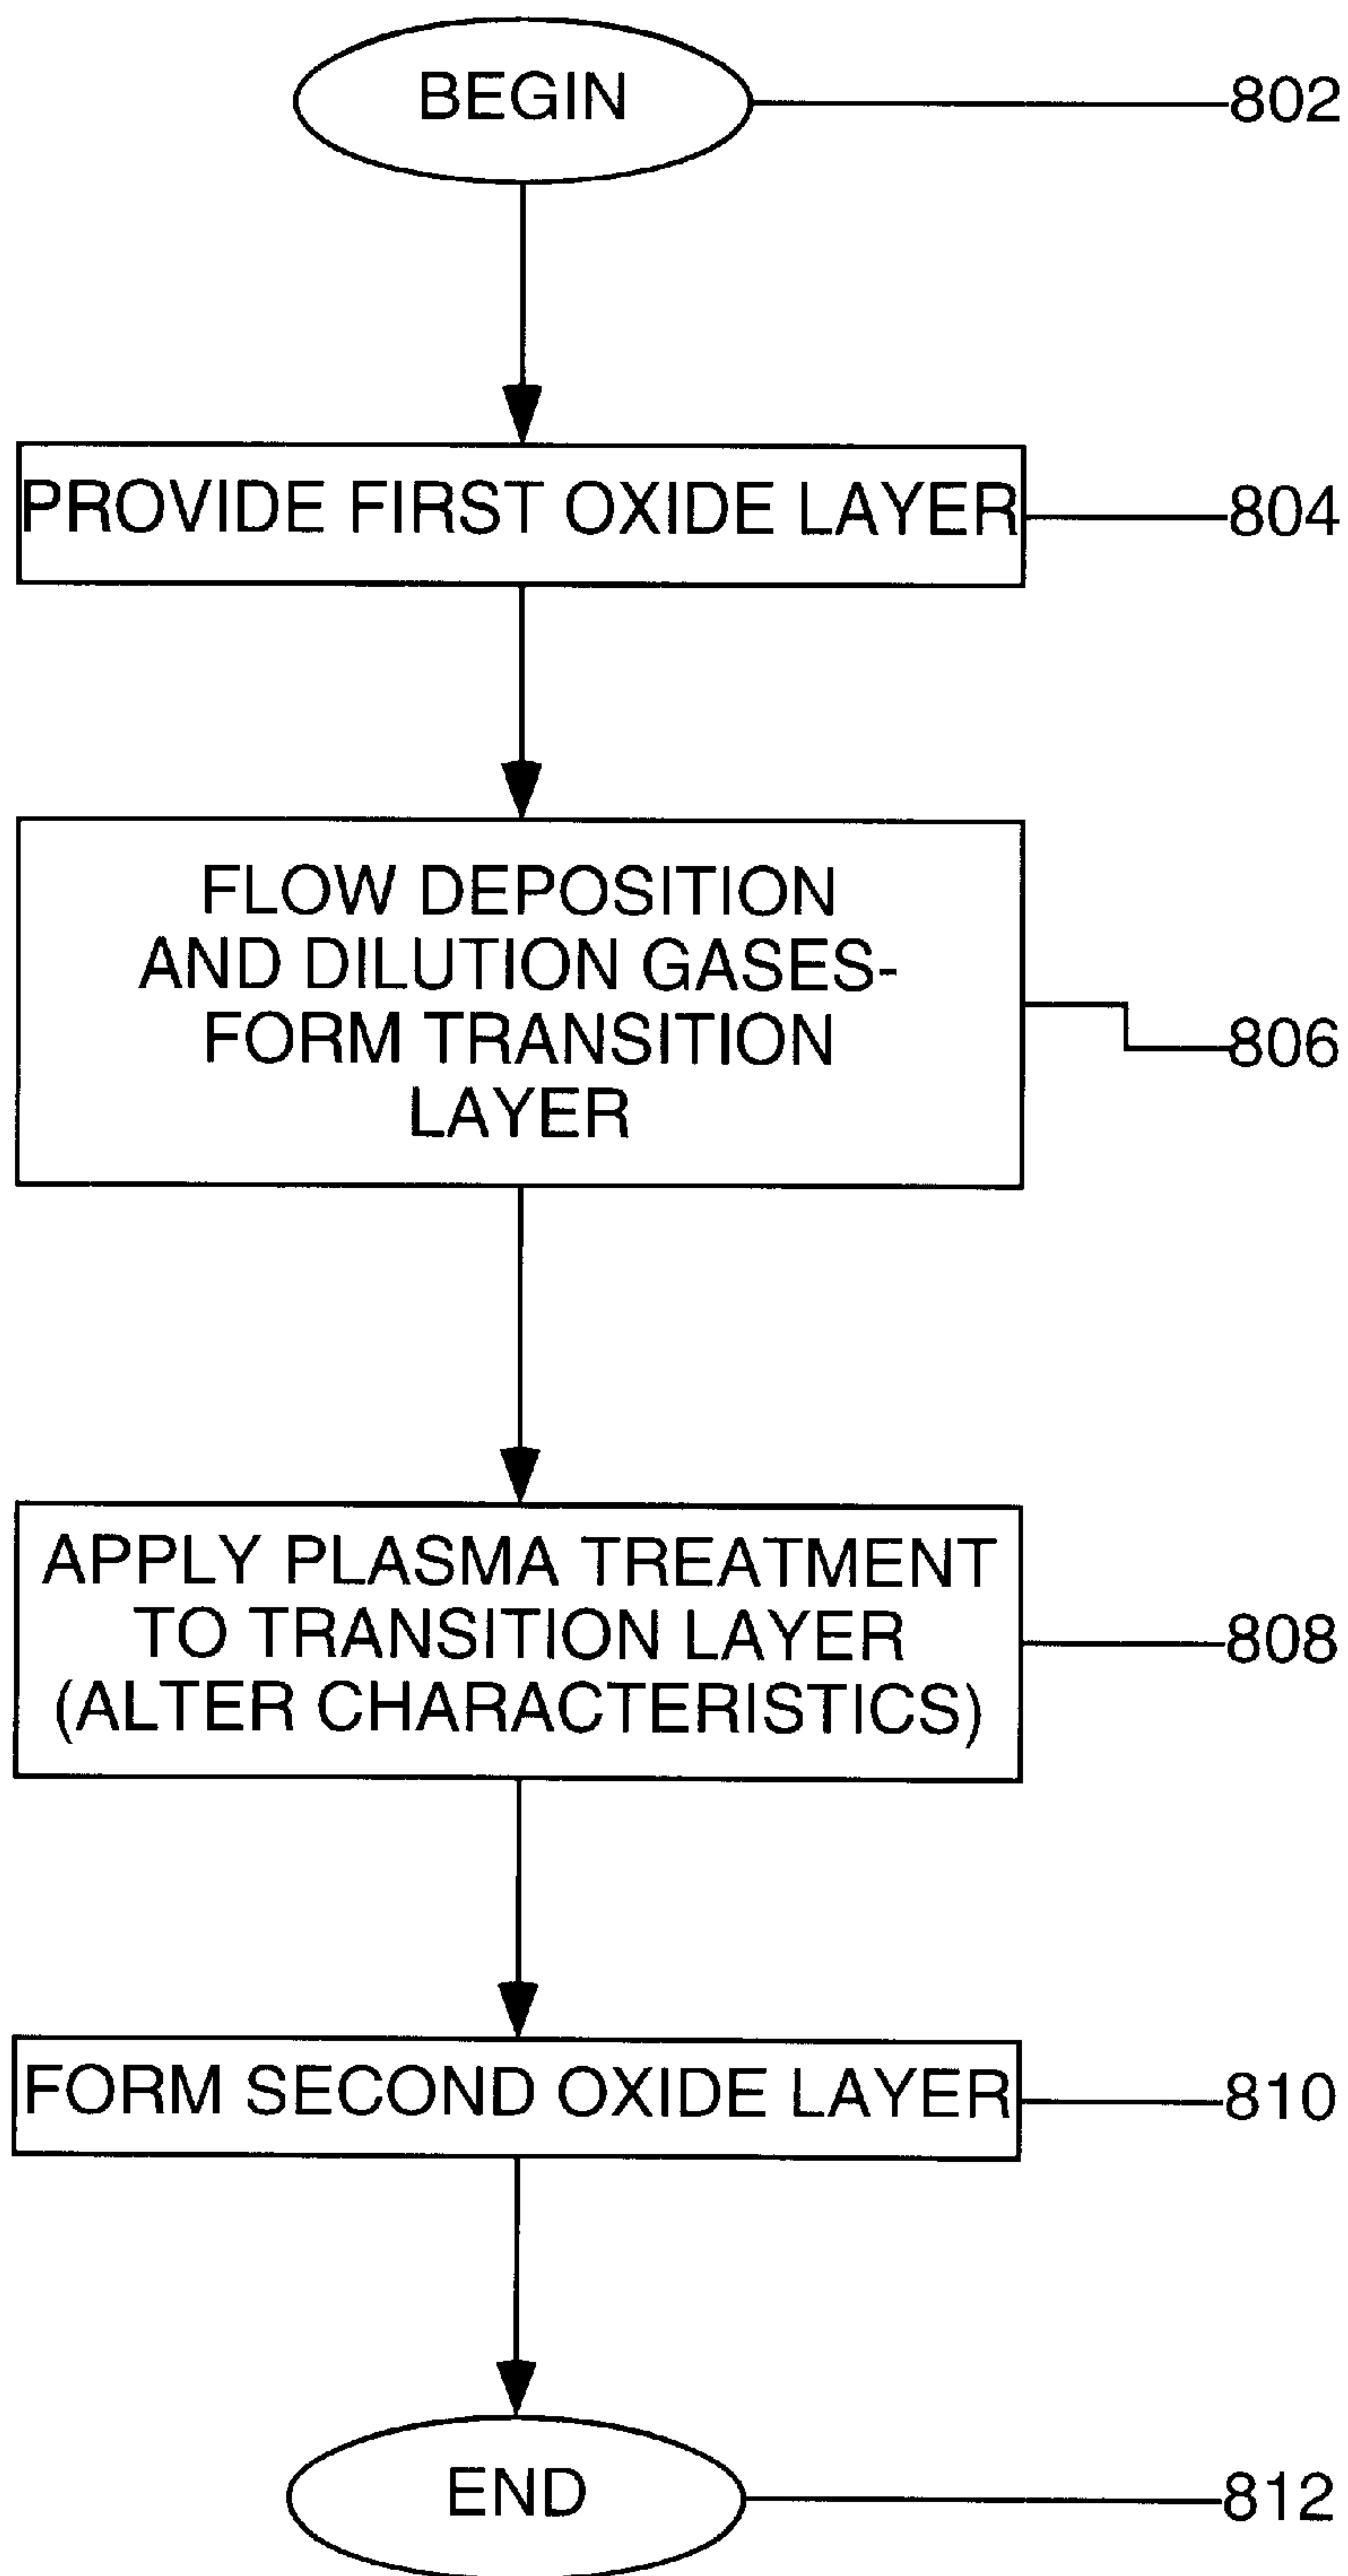 BEGIN
802
PROVIDE FIRST OXIDE LAYER
804
FLOW DEPOSITION
AND DILUTION GASES-
FORM TRANSITION
LAYER
806
APPLY PLASMA TREATMENT
TO TRANSITION LAYER
(ALTER CHARACTERISTICS)
808
FORM SECOND OXIDE LAYER
810
END
812